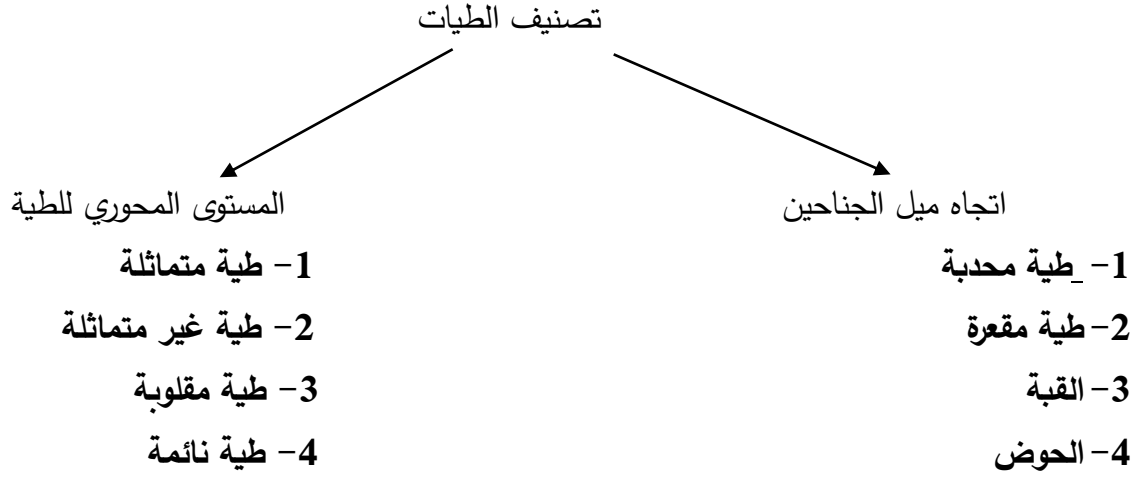 تصنيف الطيات
اتجاه ميل الجناحين
1- طية محدبة
2- طية مقعرة
3- القبة
4- الحوض
المستوى المحوري للطية
1- طية متماثلة
2- طية غير متماثلة
3- طية مقلوبة
4- طية نائمة